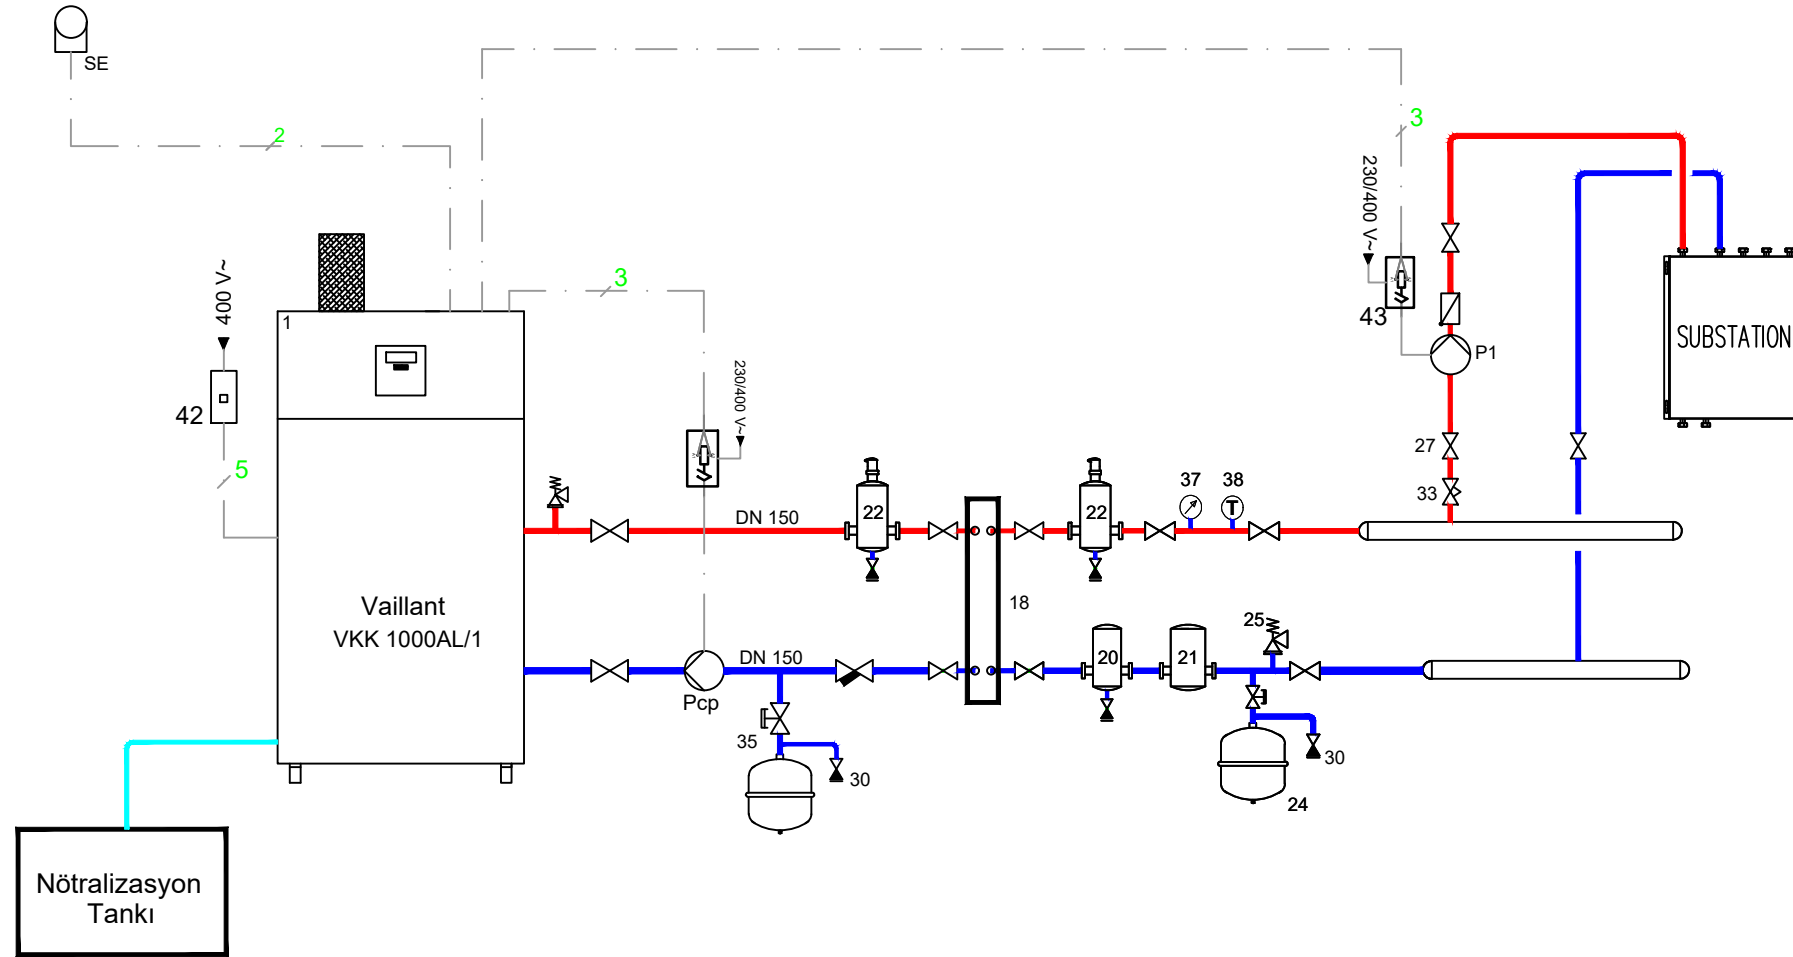 SE
2
3
230/400 V~
43
P1
SUBSTATION
400 V~
1
3
42
5
230/400 V~
27
33
DN 150
22
22
37
38
T
Vaillant
VKK 1000AL/1
18
DN 150
Pcp
20
21
25
35
30
30
24
Nötralizasyon
Tankı